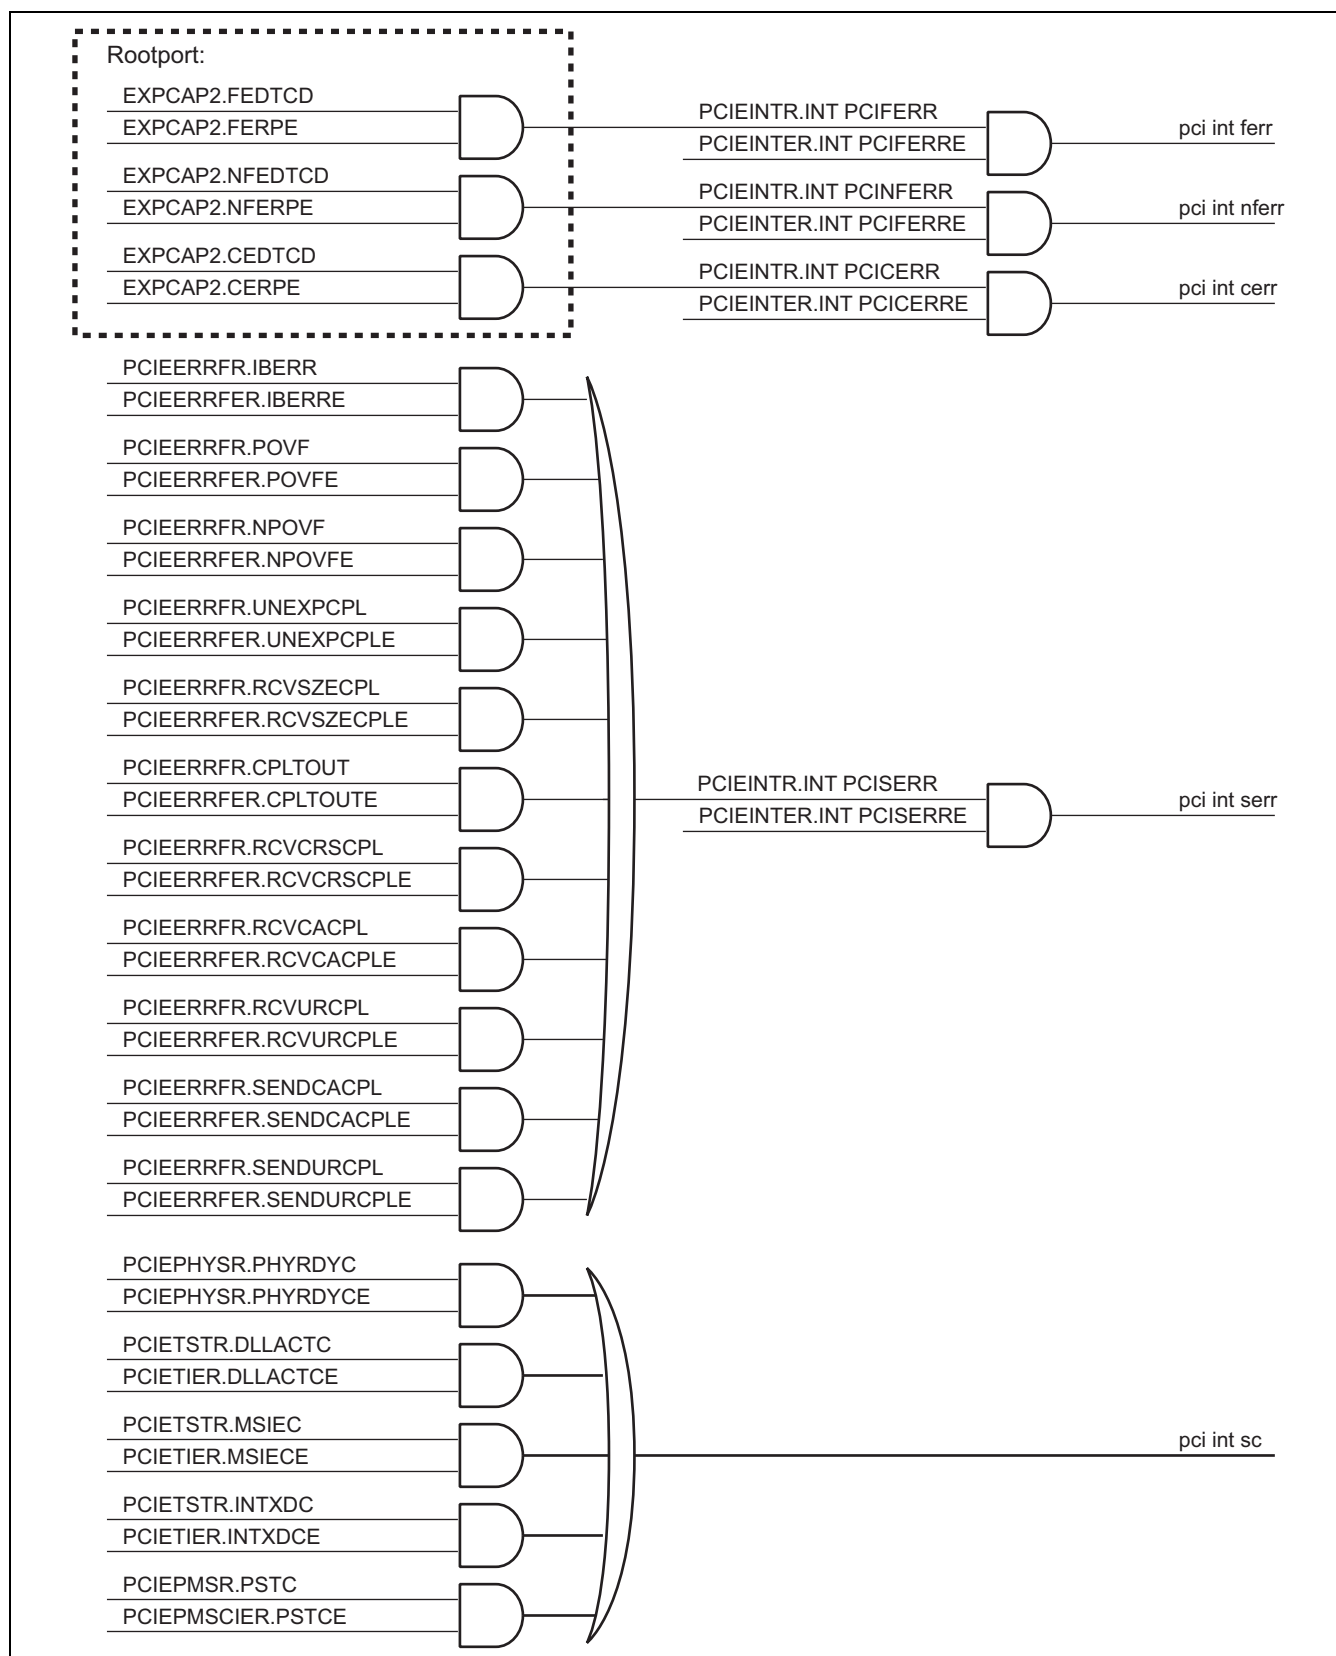 Rootport:
EXPCAP2.FEDTCD
EXPCAP2.FERPE
PCIEINTR.INT PCIFERR
PCIEINTER.INT PCIFERRE
pci int ferr
EXPCAP2.NFEDTCD
EXPCAP2.NFERPE
PCIEINTR.INT PCINFERR
PCIEINTER.INT PCIFERRE
pci int nferr
EXPCAP2.CEDTCD
EXPCAP2.CERPE
PCIEINTR.INT PCICERR
PCIEINTER.INT PCICERRE
pci int cerr
PCIEERRFR.IBERR
PCIEERRFER.IBERRE
PCIEERRFR.POVF
PCIEERRFER.POVFE
PCIEERRFR.NPOVF
PCIEERRFER.NPOVFE
PCIEERRFR.UNEXPCPL
PCIEERRFER.UNEXPCPLE
PCIEERRFR.RCVSZECPL
PCIEERRFER.RCVSZECPLE
PCIEERRFR.CPLTOUT
PCIEERRFER.CPLTOUTE
PCIEINTR.INT PCISERR
PCIEINTER.INT PCISERRE
pci int serr
PCIEERRFR.RCVCRSCPL
PCIEERRFER.RCVCRSCPLE
PCIEERRFR.RCVCACPL
PCIEERRFER.RCVCACPLE
PCIEERRFR.RCVURCPL
PCIEERRFER.RCVURCPLE
PCIEERRFR.SENDCACPL
PCIEERRFER.SENDCACPLE
PCIEERRFR.SENDURCPL
PCIEERRFER.SENDURCPLE
PCIEPHYSR.PHYRDYC
PCIEPHYSR.PHYRDYCE
PCIETSTR.DLLACTC
PCIETIER.DLLACTCE
PCIETSTR.MSIEC
PCIETIER.MSIECE
pci int sc
PCIETSTR.INTXDC
PCIETIER.INTXDCE
PCIEPMSR.PSTC
PCIEPMSCIER.PSTCE